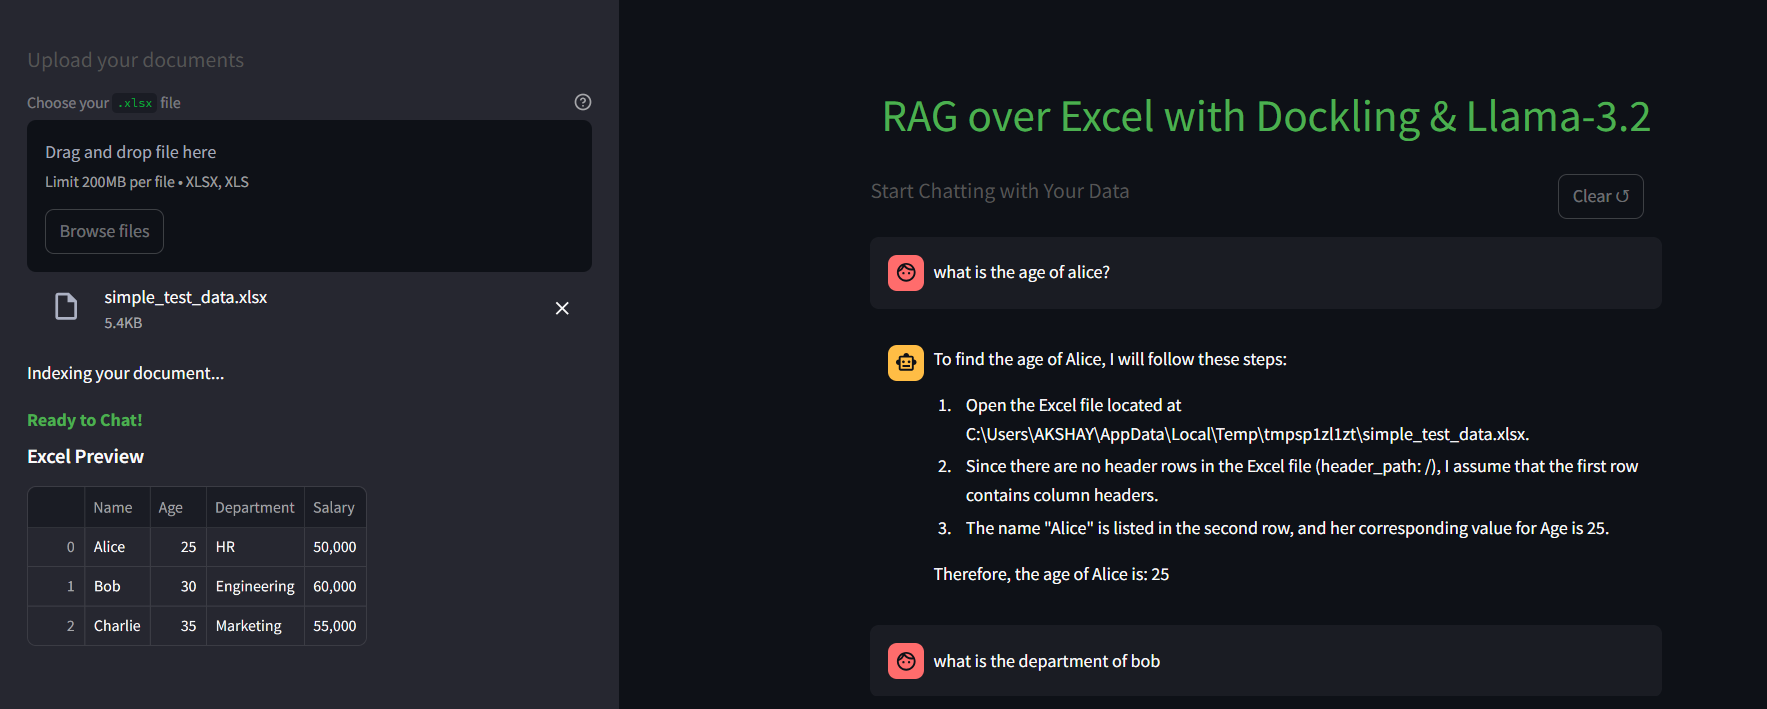 Upload your documents
Choose your .xlsx file
Drag and drop file here
Limit 200MB per file • XLSX, XLS
Browse files
simple_test_data.xlsx
5.4KB
Indexing your document...
Ready to Chat!
Excel Preview
Name Age Department Salary
0 Alice 25 HR 50,000
1 Bob 30 Engineering 60,000
2 Charlie 35 Marketing 55,000
RAG over Excel with Dockling & Llama-3.2
Start Chatting with Your Data
Clear ↺
what is the age of alice?
To find the age of Alice, I will follow these steps:
1. Open the Excel file located at
C:\Users\AKSHAY\AppData\Local\Temp\tmpsp1zl1zt\simple_test_data.xlsx.
2. Since there are no header rows in the Excel file (header_path: /), I assume that the first row
contains column headers.
3. The name "Alice" is listed in the second row, and her corresponding value for Age is 25.
Therefore, the age of Alice is: 25
what is the department of bob